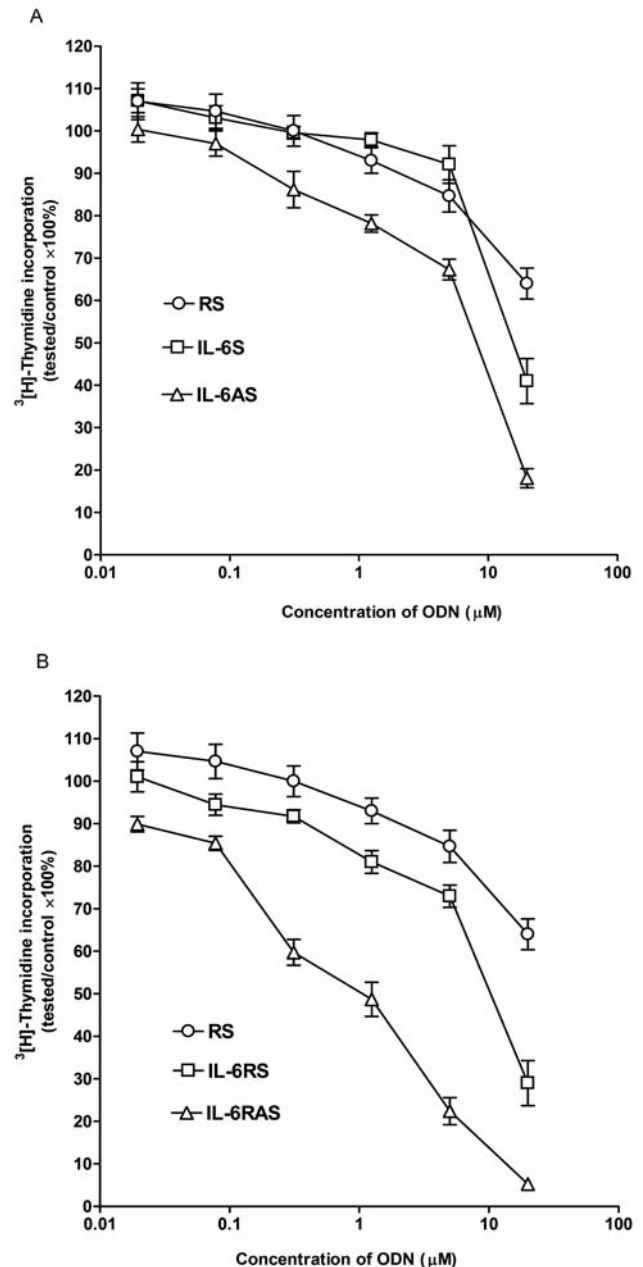 A
120
110
100
90
80
70
60
50
40
30
20
10
0
³[H]-Thymidine incorporation
(tested/control ×100%)
RS
IL-6S
IL-6AS
0.01 0.1 1 10 100
Concentration of ODN (µM)
B
120
110
100
90
80
70
60
50
40
30
20
10
0
³[H]-Thymidine incorporation
(tested/control ×100%)
RS
IL-6RS
IL-6RAS
0.01 0.1 1 10 100
Concentration of ODN (µM)